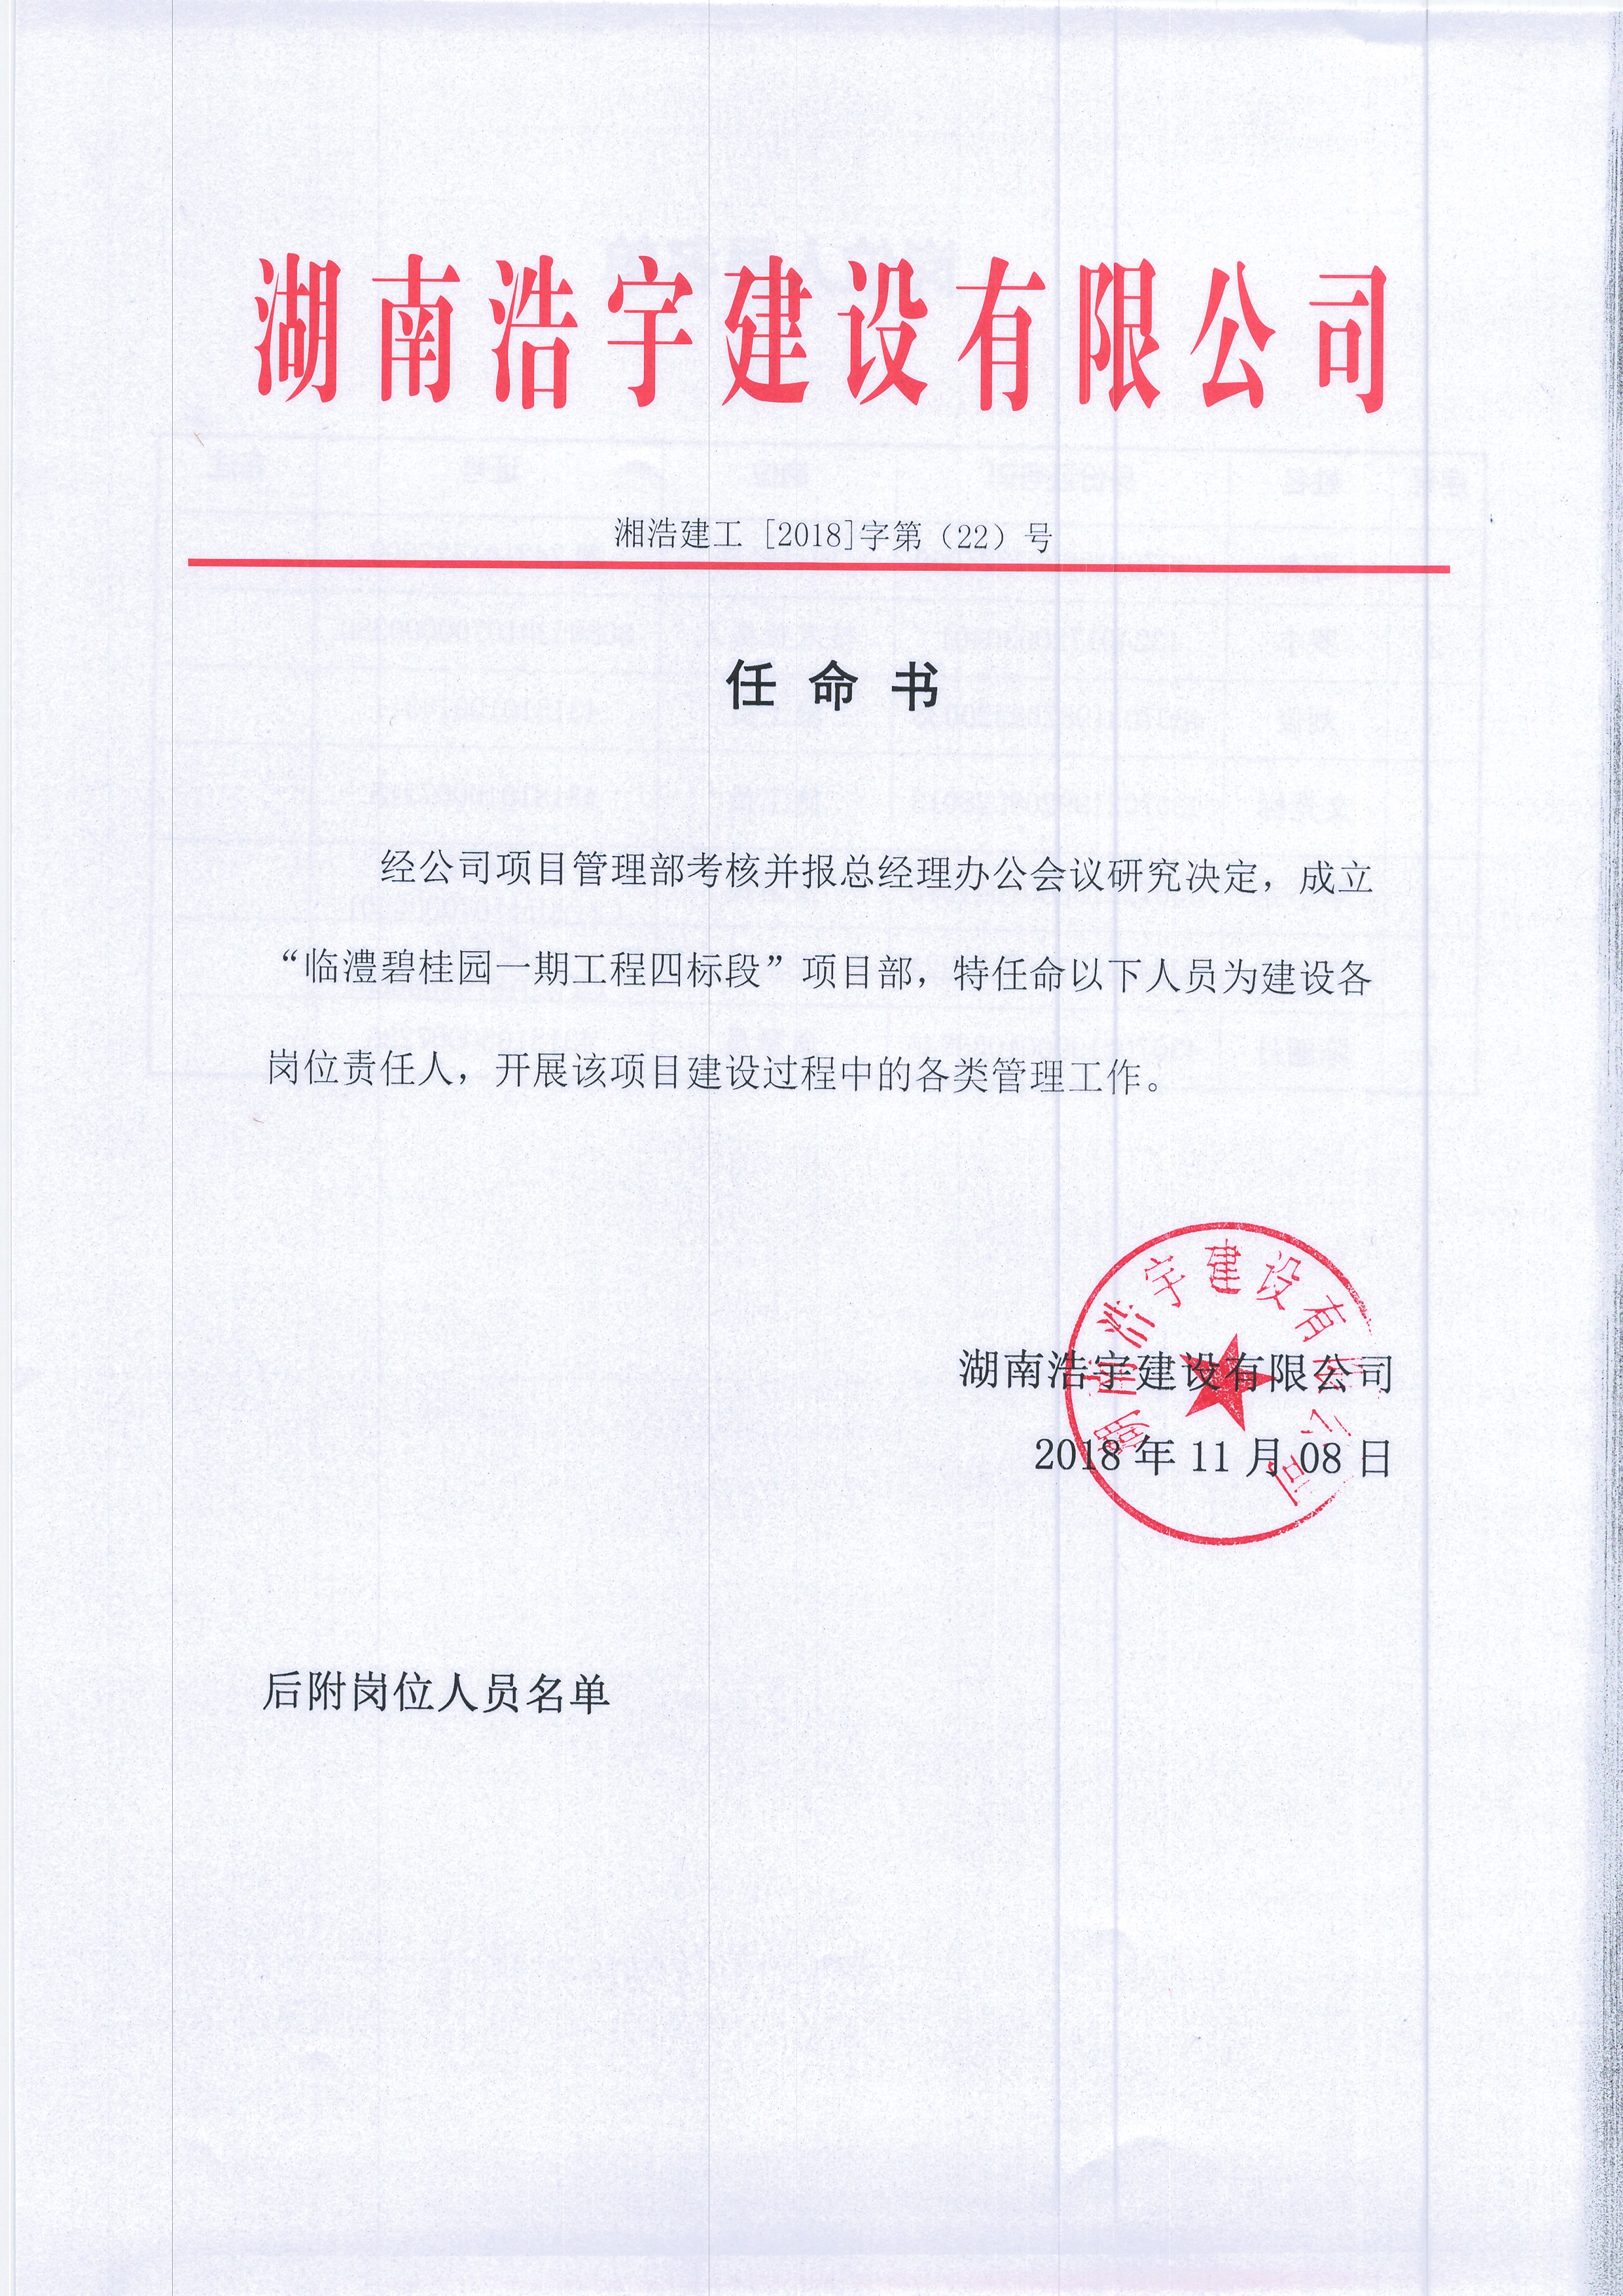 湖南浩宇建设有限公司
湘浩建工 [2018]字第（22）号
任 命 书
经公司项目管理部考核并报总经理办公会议研究决定，成立
“临澧碧桂园一期工程四标段”项目部，特任命以下人员为建设各
岗位责任人，开展该项目建设过程中的各类管理工作。
湖南浩宇建设有限公司
湖南浩宇建设有限公司
2018 年 11 月 08 日
后附岗位人员名单